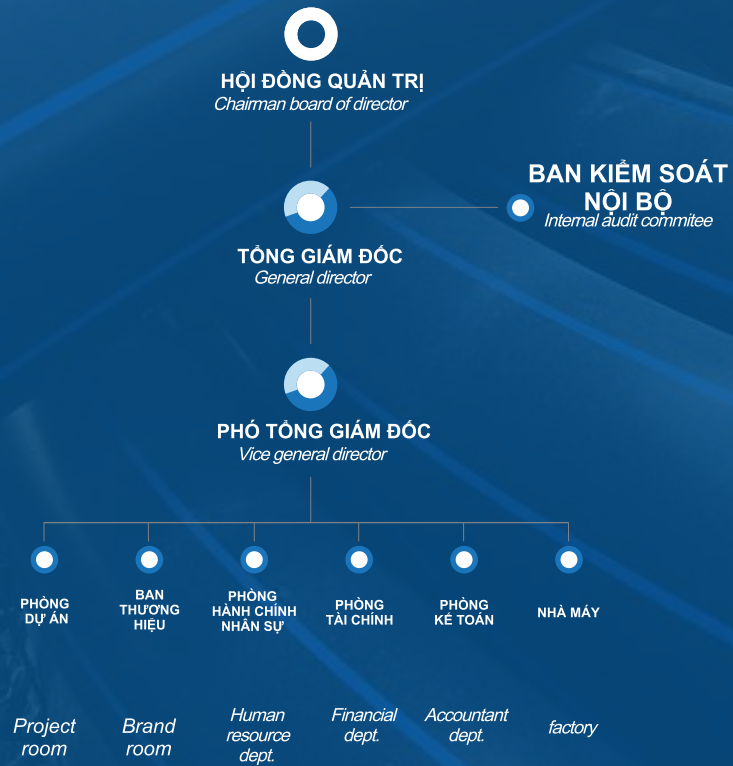 HỘI ĐỒNG QUẢN TRỊ
Chairman board of director
BAN KIỂM SOÁT
NỘI BỘ
Internal audit commitee
TỔNG GIÁM ĐỐC
General director
PHÓ TỔNG GIÁM ĐỐC
Vice general director
PHÒNG
DỰ ÁN
BAN
THƯƠNG
HIỆU
PHÒNG
HÀNH CHÍNH
NHÂN SỰ
PHÒNG
TÀI CHÍNH
PHÒNG
KẾ TOÁN
NHÀ MÁY
Project
room
Brand
room
Human
resource
dept.
Financial
dept.
Accountant
dept.
factory